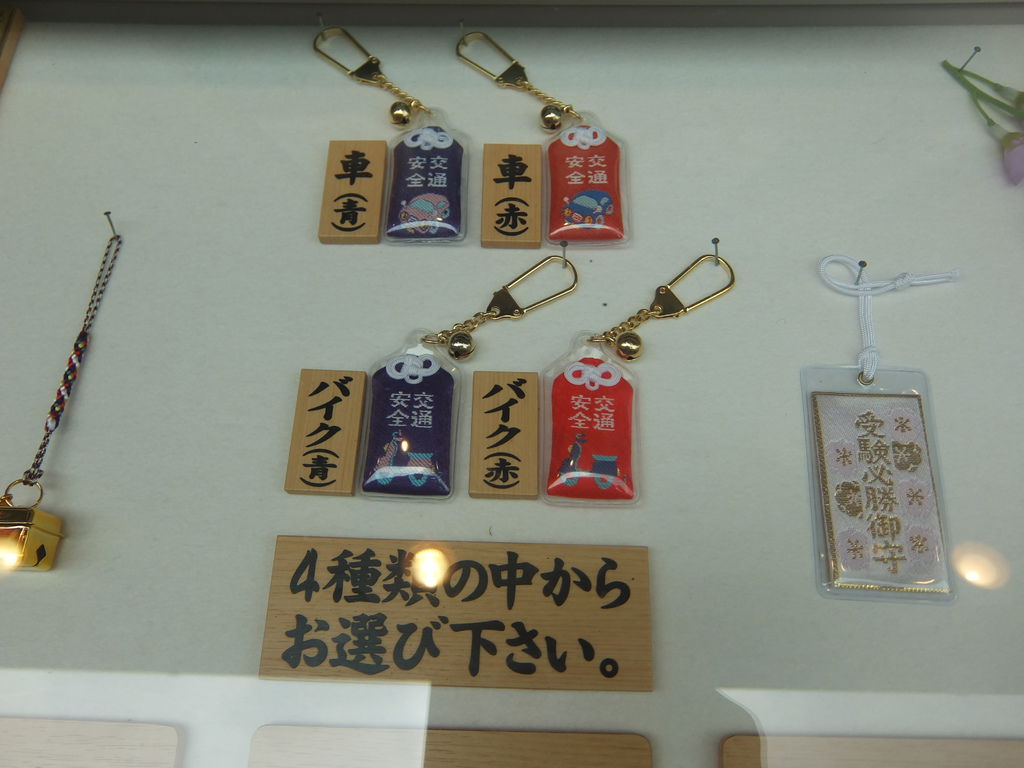 車(青)
安全
交通
車(赤)
安全
交通
バイク(青)
安全
交通
バイク(赤)
安全
交通
受験必勝御守
4種類の中から
お選び下さい。